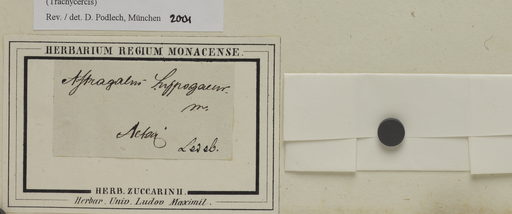 (Trachycercis)
Rev. / det. D. Podlech, München 2001
HERBARIUM REGIUM MONACENSE.
Astragalus hypogaeus
m.
Altai
Ledeb.
HERB. ZUCCARINII.
Herbar. Univ. Ludov Maximil.